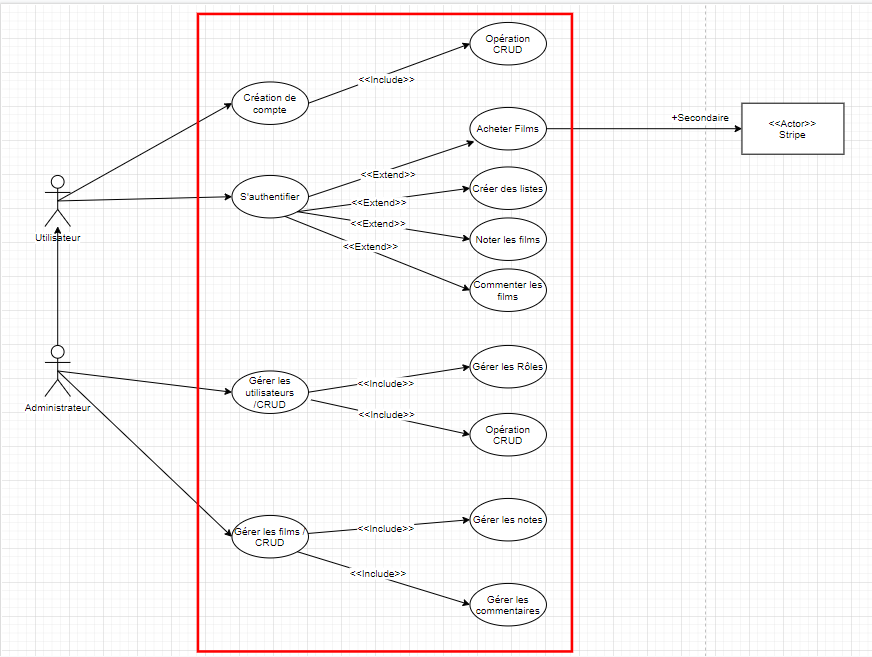 Opération
CRUD
<<Include>>
Création de
compte
+Secondaire
<<Actor>>
Stripe
Acheter Films
<<Extend>>
S'authentifier
Créer des listes
<<Extend>>
<<Extend>>
Noter les films
<<Extend>>
Utilisateur
Commenter les
films
Gérer les Rôles
<<Include>>
Gérer les
utilisateurs
/CRUD
Administrateur
<<Include>>
Opération
CRUD
Gérer les notes
<<Include>>
Gérer les films /
CRUD
<<Include>>
Gérer les
commentaires